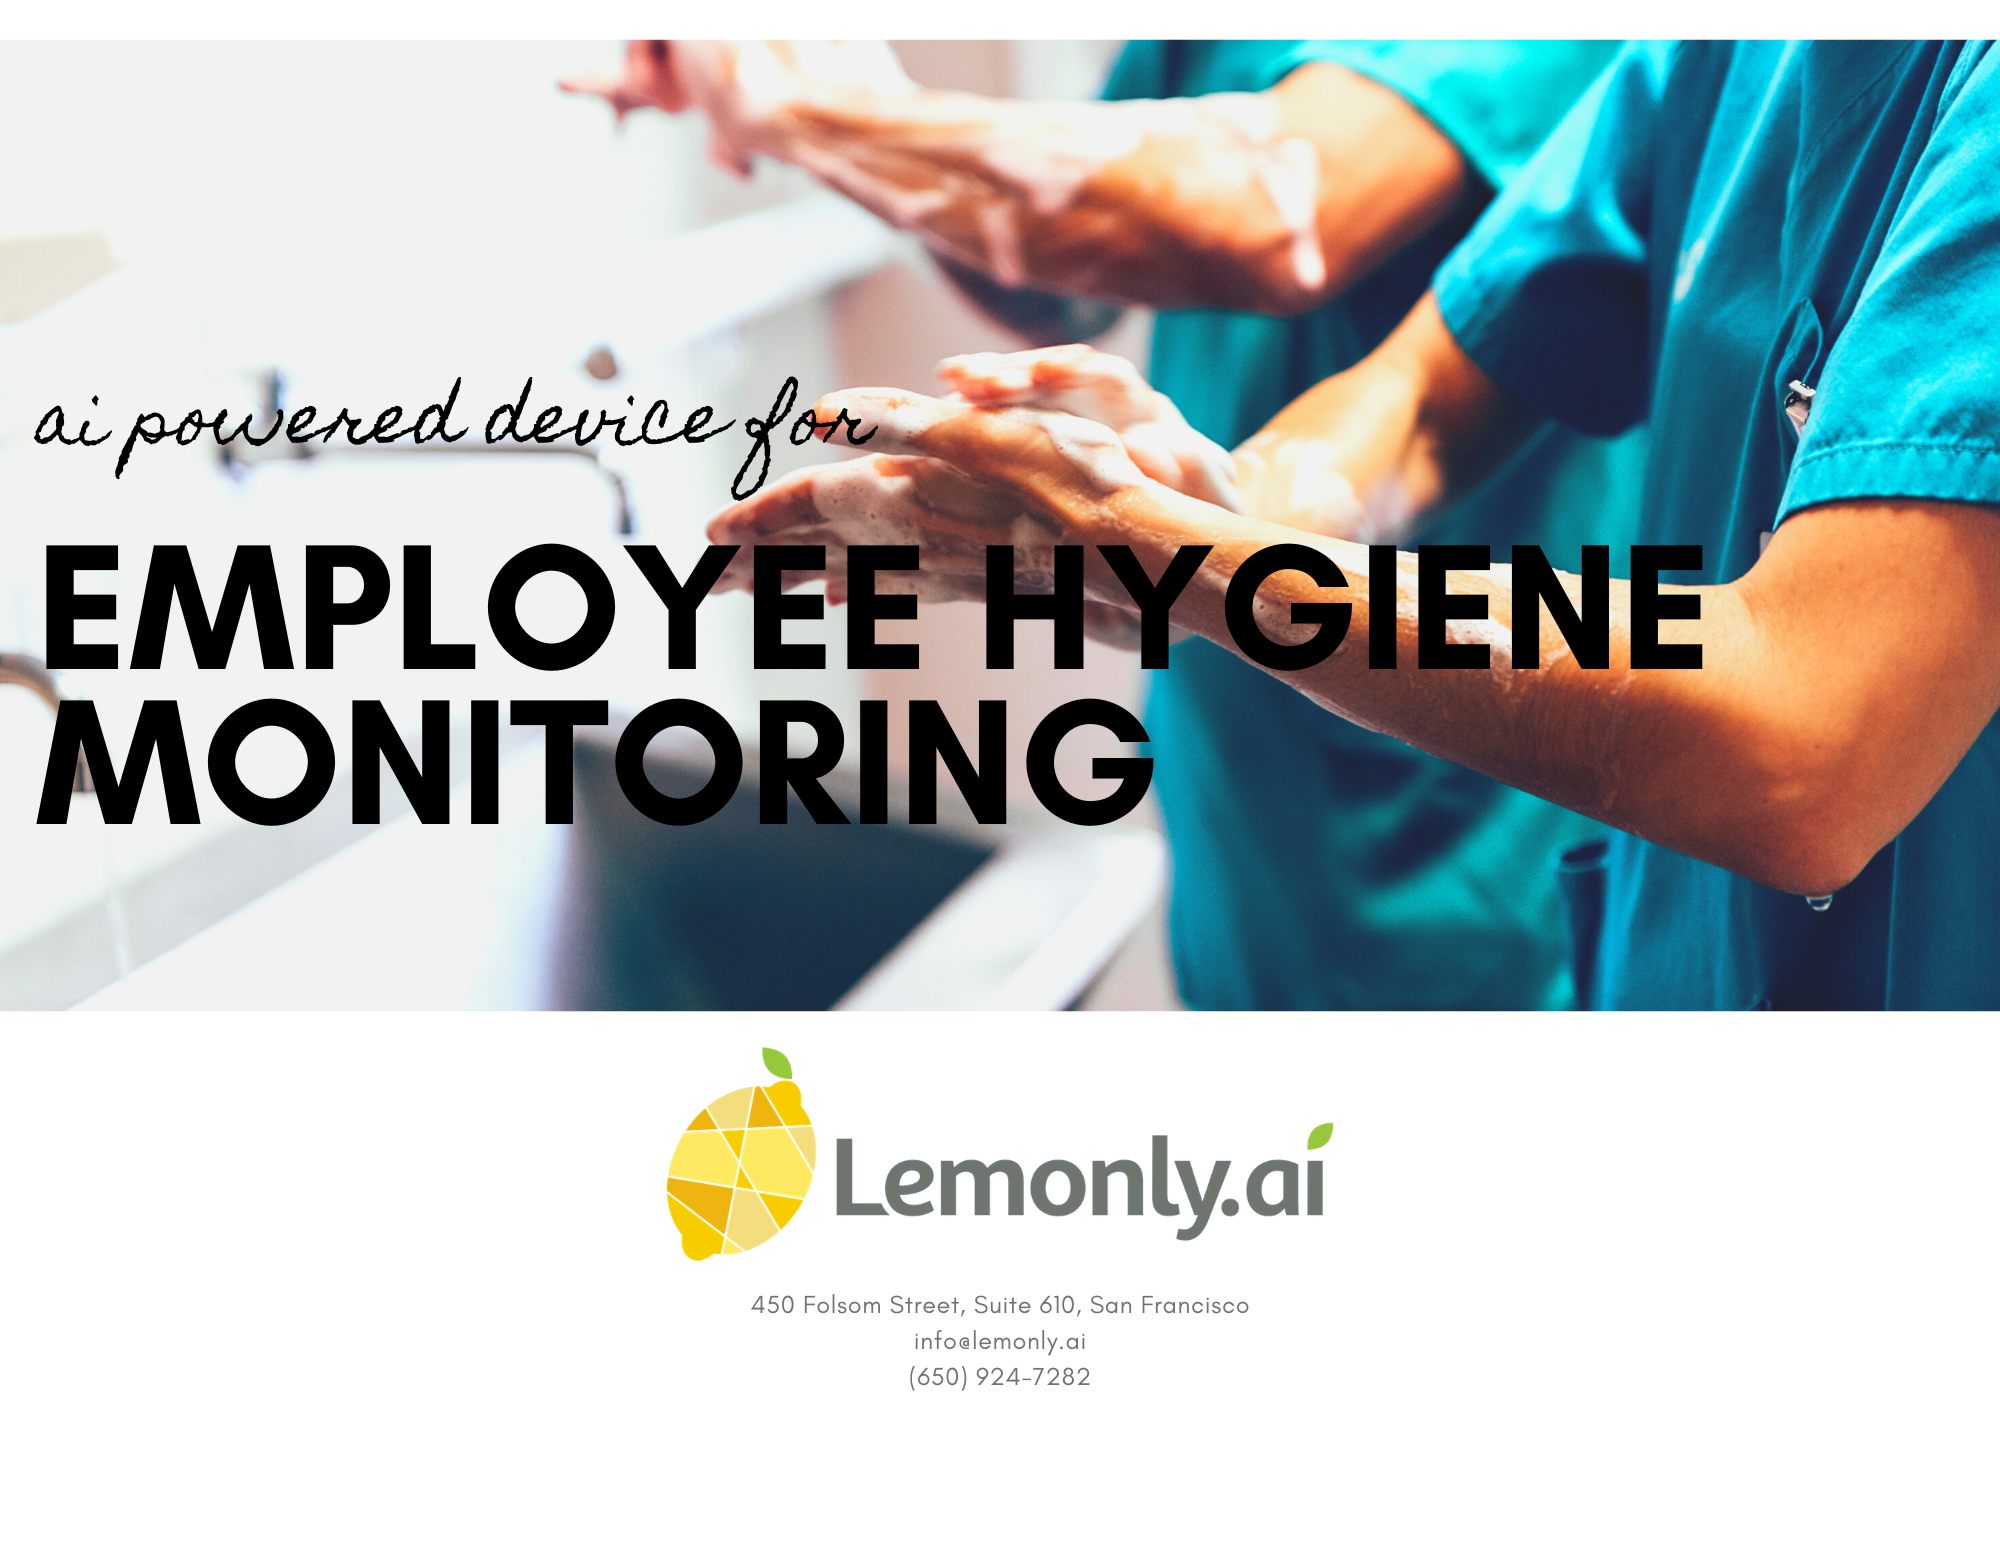 ai powered device for
EMPLOYEE HYGIENE
MONITORING
Lemonly.ai
450 Folsom Street, Suite 610, San Francisco
info@lemonly.ai
(650) 924-7282